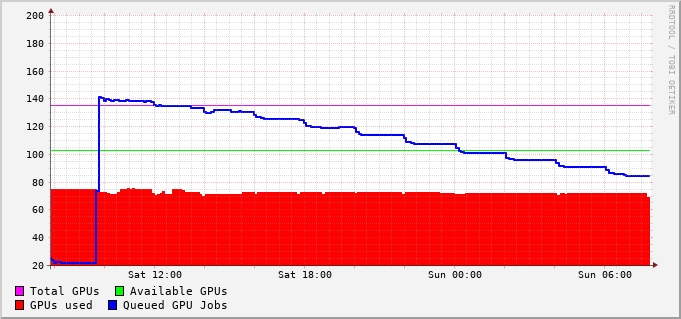 200
180
160
140
120
100
80
60
40
20
Sat 12:00 Sat 18:00 Sun 00:00 Sun 06:00
Total GPUs Available GPUs
GPUs used Queued GPU Jobs
RRDTOOL / TOBI OETIKER